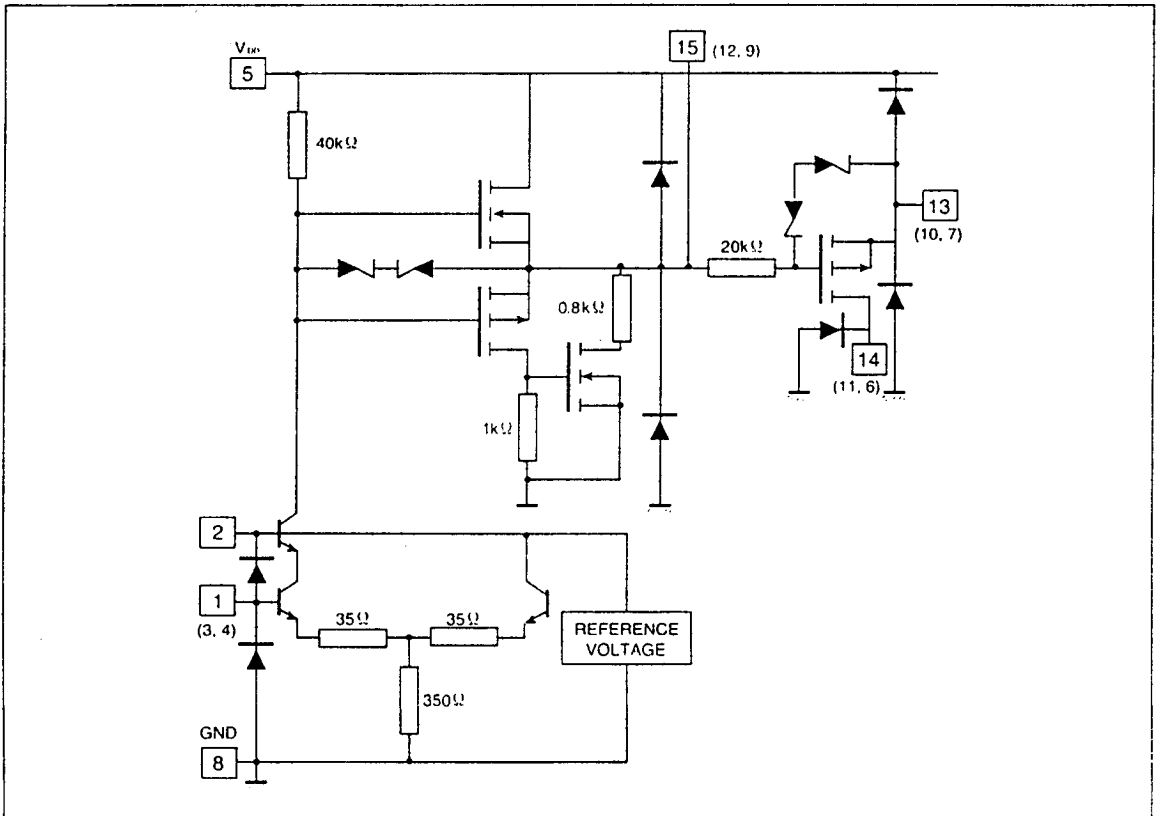 15 (12, 9)
VDD
5
40kΩ
13
(10, 7)
20kΩ
0.8kΩ
14
(11, 6)
1kΩ
2
1
(3, 4)
35Ω
35Ω
REFERENCE
VOLTAGE
350Ω
GND
8